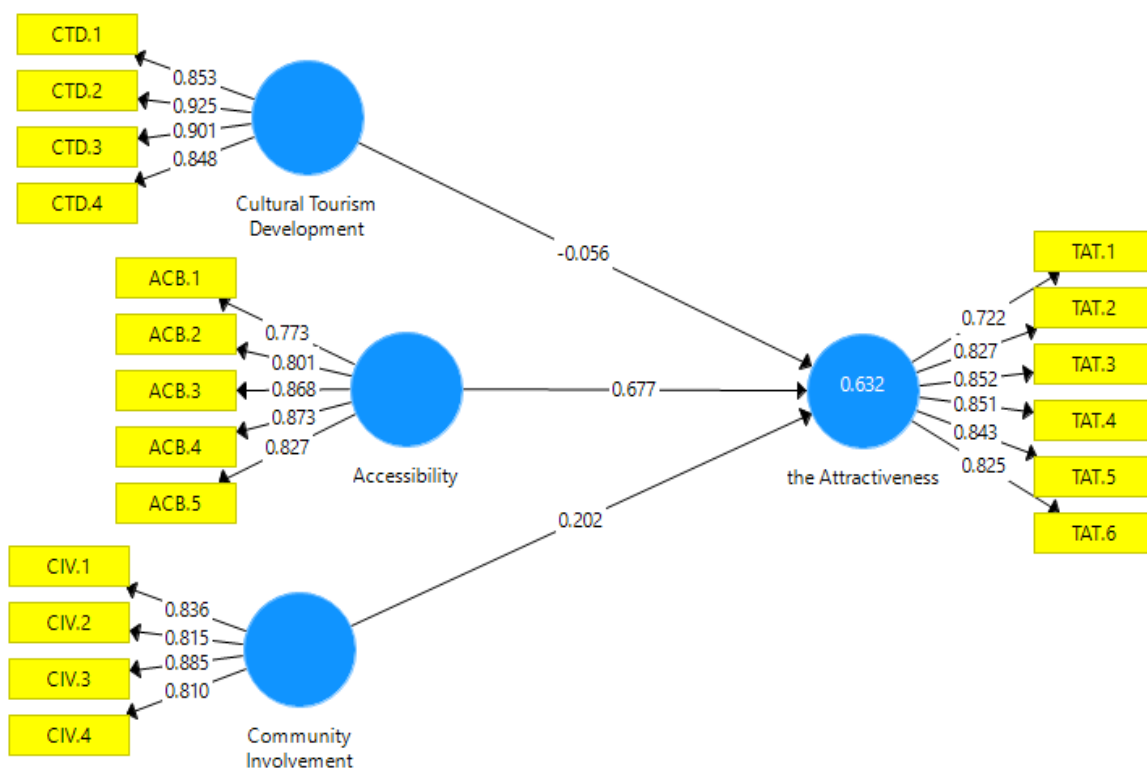 CTD.1
0.853
CTD.2
0.925
CTD.3
0.901
CTD.4
0.848
Cultural Tourism
Development
-0.056
ACB.1
0.773
ACB.2
0.801
ACB.3
0.868
ACB.4
0.873
ACB.5
0.827
Accessibility
0.677
CIV.1
0.836
CIV.2
0.815
CIV.3
0.885
CIV.4
0.810
Community
Involvement
0.202
0.632
the Attractiveness
TAT.1
0.722
TAT.2
0.827
TAT.3
0.852
TAT.4
0.851
TAT.5
0.843
TAT.6
0.825